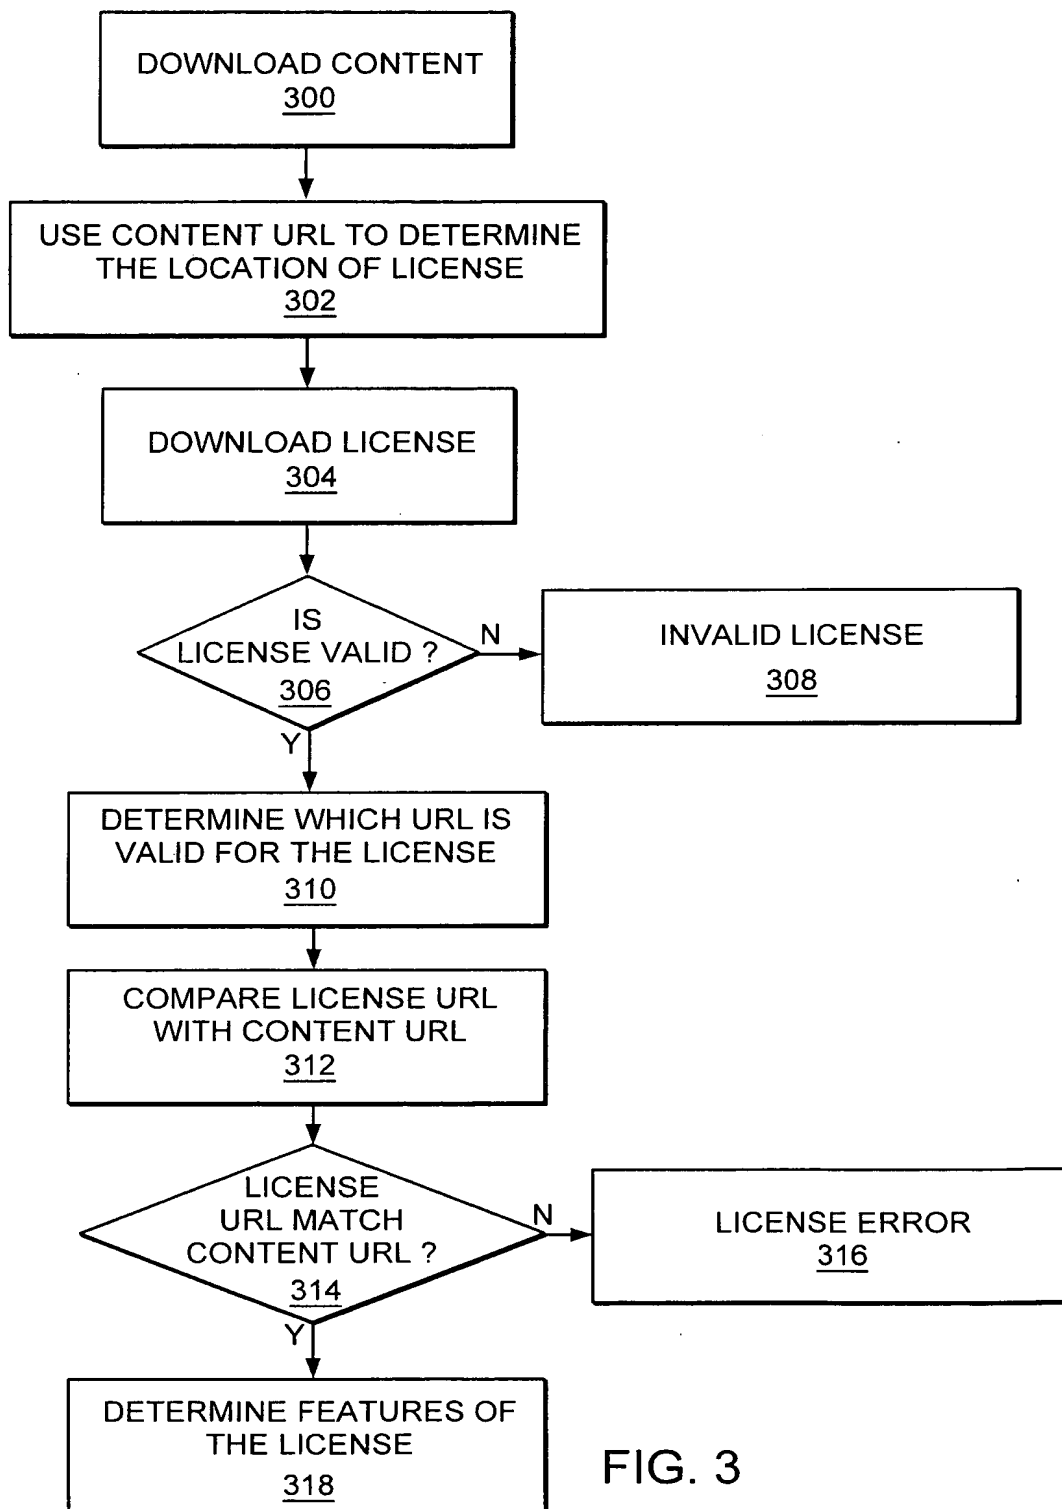 DOWNLOAD CONTENT
300
USE CONTENT URL TO DETERMINE
THE LOCATION OF LICENSE
302
DOWNLOAD LICENSE
304
IS
LICENSE VALID ?
306
N
INVALID LICENSE
308
Y
DETERMINE WHICH URL IS
VALID FOR THE LICENSE
310
COMPARE LICENSE URL
WITH CONTENT URL
312
LICENSE
URL MATCH
CONTENT URL ?
314
N
LICENSE ERROR
316
Y
DETERMINE FEATURES OF
THE LICENSE
318
FIG. 3